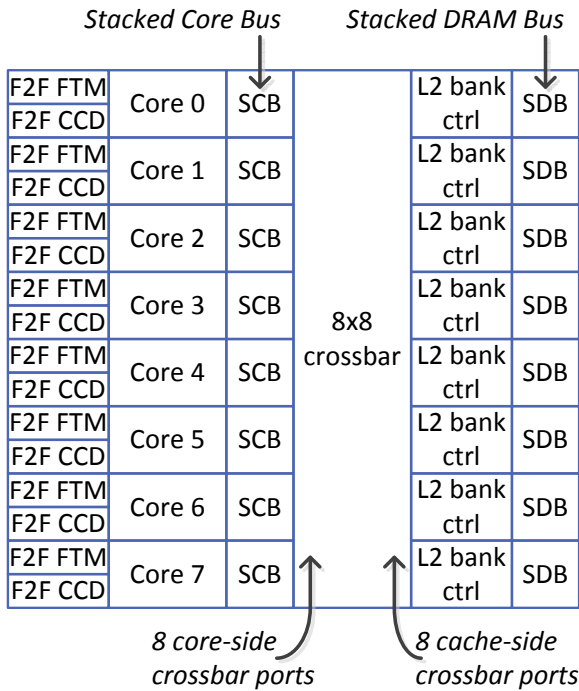 Stacked Core Bus
Stacked DRAM Bus
F2F FTM
F2F CCD
Core 0
SCB
L2 bank
ctrl
SDB
F2F FTM
F2F CCD
Core 1
SCB
L2 bank
ctrl
SDB
F2F FTM
F2F CCD
Core 2
SCB
L2 bank
ctrl
SDB
F2F FTM
F2F CCD
Core 3
SCB
L2 bank
ctrl
SDB
8x8
crossbar
F2F FTM
F2F CCD
Core 4
SCB
L2 bank
ctrl
SDB
F2F FTM
F2F CCD
Core 5
SCB
L2 bank
ctrl
SDB
F2F FTM
F2F CCD
Core 6
SCB
L2 bank
ctrl
SDB
F2F FTM
F2F CCD
Core 7
SCB
L2 bank
ctrl
SDB
8 core-side
crossbar ports
8 cache-side
crossbar ports